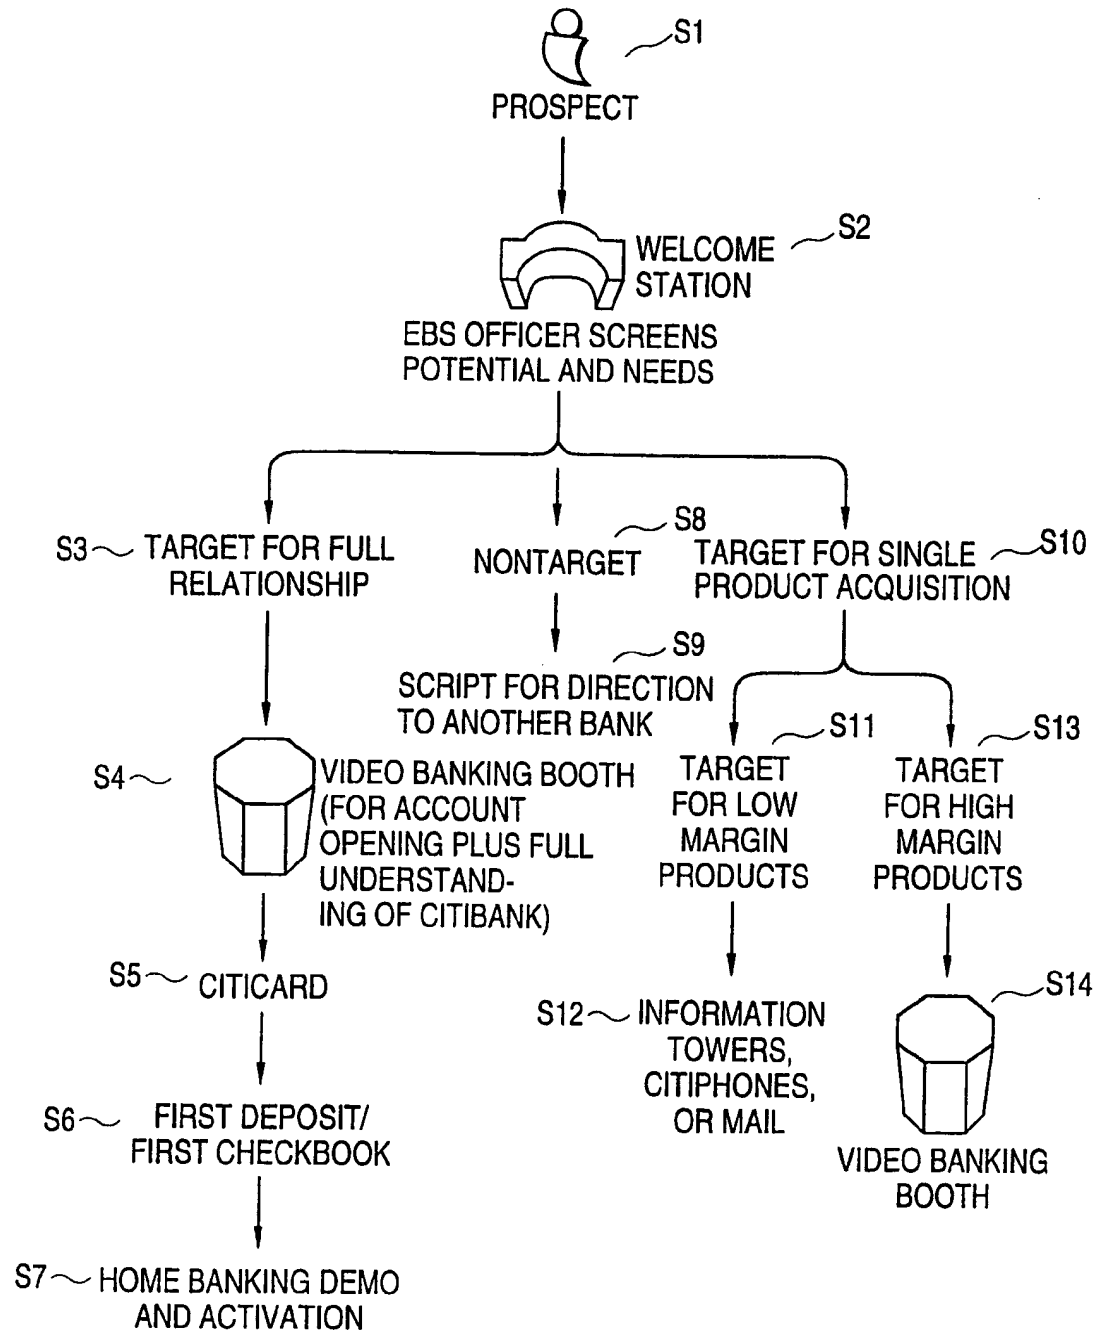 S1
PROSPECT
S2
WELCOME
STATION
EBS OFFICER SCREENS
POTENTIAL AND NEEDS
S3
TARGET FOR FULL
RELATIONSHIP
S4
VIDEO BANKING BOOTH
(FOR ACCOUNT
OPENING PLUS FULL
UNDERSTAND-
ING OF CITIBANK)
S5
CITICARD
S6
FIRST DEPOSIT/
FIRST CHECKBOOK
S7
HOME BANKING DEMO
AND ACTIVATION
S8
NONTARGET
S9
SCRIPT FOR DIRECTION
TO ANOTHER BANK
S10
TARGET FOR SINGLE
PRODUCT ACQUISITION
S11
TARGET
FOR LOW
MARGIN
PRODUCTS
S12
INFORMATION
TOWERS,
CITIPHONES,
OR MAIL
S13
TARGET
FOR HIGH
MARGIN
PRODUCTS
S14
VIDEO BANKING
BOOTH